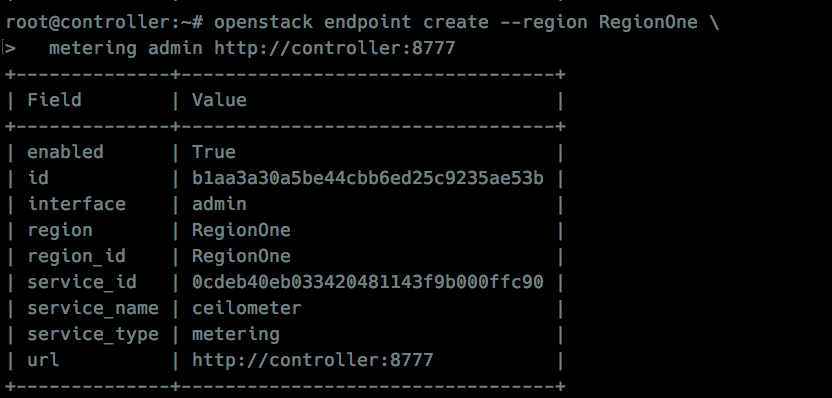 root@controller:~# openstack endpoint create --region RegionOne \
>   metering admin http://controller:8777
+--------------+----------------------------------+
| Field        | Value                            |
+--------------+----------------------------------+
| enabled      | True                             |
| id           | b1aa3a30a5be44cbb6ed25c9235ae53b |
| interface    | admin                            |
| region       | RegionOne                        |
| region_id    | RegionOne                        |
| service_id   | 0cdeb40eb033420481143f9b000ffc90 |
| service_name | ceilometer                       |
| service_type | metering                         |
| url          | http://controller:8777           |
+--------------+----------------------------------+